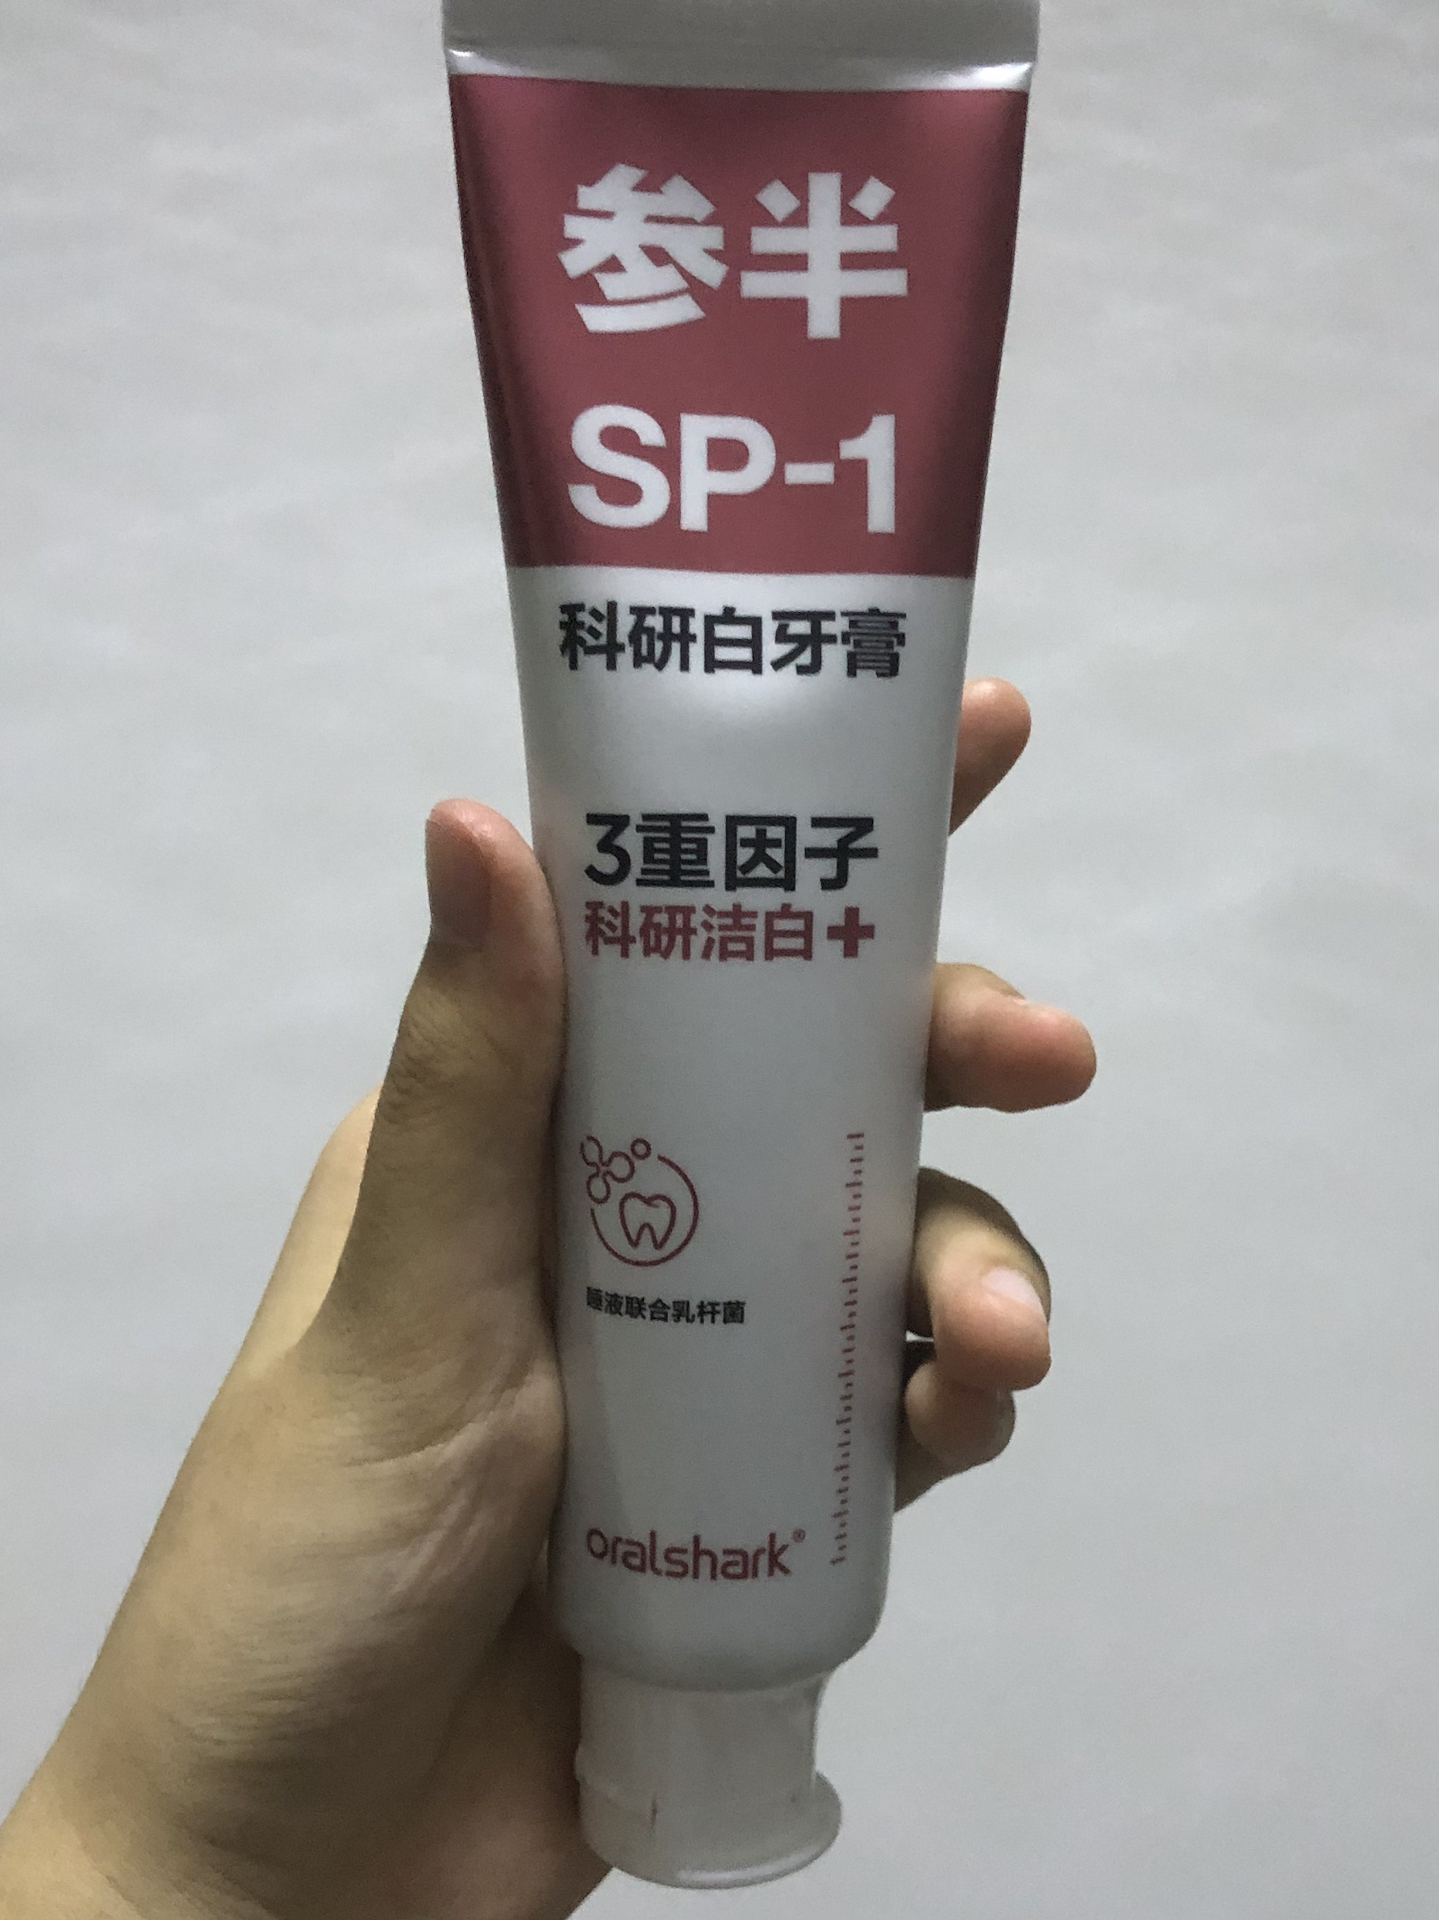 参半
SP-1
科研白牙膏
3重因子
科研洁白+
唾液联合乳杆菌
oralshark®